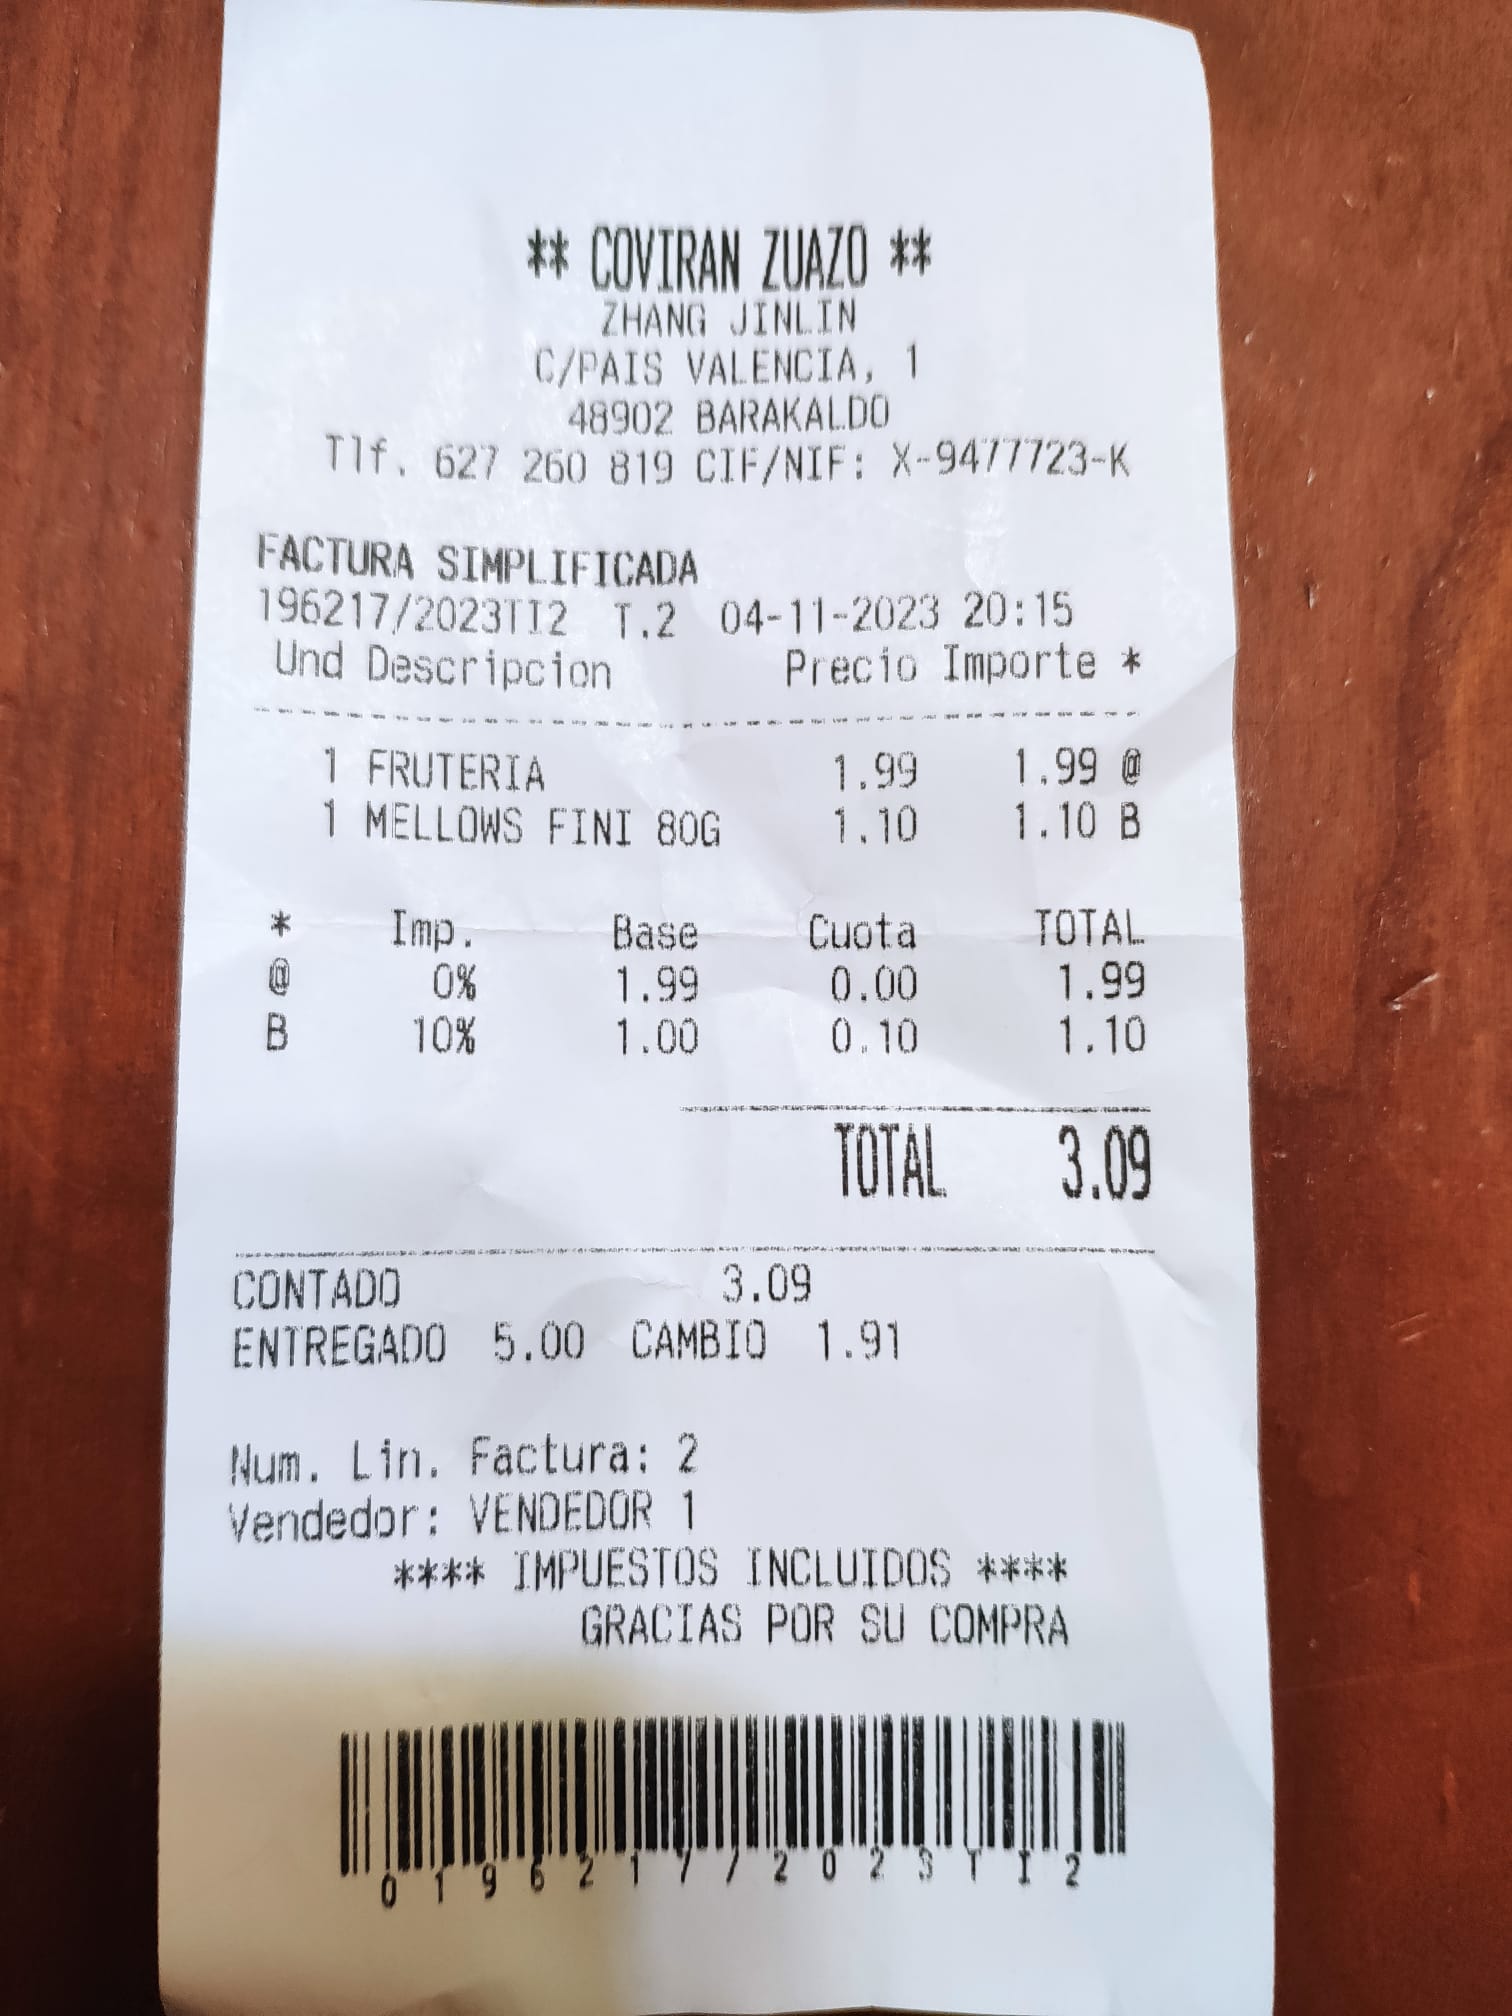 ** COVIRAN ZUAZO **
ZHANG JINLIN
C/PAIS VALENCIA, 1
48902 BARAKALDO
Tlf. 627 260 819 CIF/NIF: X-9477723-K
FACTURA SIMPLIFICADA
196217/2023TI2 T.2 04-11-2023 20:15
Und Descripcion Precio Importe *
1 FRUTERIA 1.99 1.99 @
1 MELLOWS FINI 80G 1.10 1.10 B
* Imp. Base Cuota TOTAL
@ 0% 1.99 0.00 1.99
B 10% 1.00 0.10 1.10
TOTAL 3.09
CONTADO 3.09
ENTREGADO 5.00 CAMBIO 1.91
Num. Lin. Factura: 2
Vendedor: VENDEDOR 1
**** IMPUESTOS INCLUIDOS ****
GRACIAS POR SU COMPRA
0196217/2023TI2